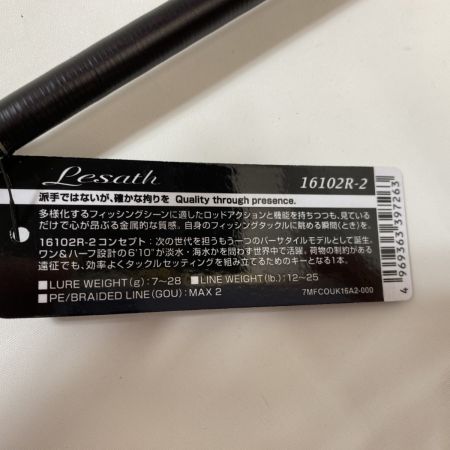 Lesath 16102R-2
派手ではないが、確かな拘りを Quality through presence.
多様化するフィッシングシーンに適したロッドアクションと機能を持ちつつも、見ている
だけで心が昂ぶる金属的な質感。自身のフィッシングタックルに眺める瞬間(とき)を。
16102R-2 コンセプト：次の世代を担うもう一つのバーサタイルモデルとして誕生。
ワン&ハーフ設計の6'10"が淡水・海水かを問わず世界中で活躍。荷物の制約がある
遠征でも、効率よくタックルセッティングを組み立てるためのキーとなる1本。
■LURE WEIGHT(g)：7~28 ■LINE WEIGHT(lb.)：12~25
■PE/BRAIDED LINE(GOU)：MAX 2
7MFCOUK16A2-000
4 969363 397263